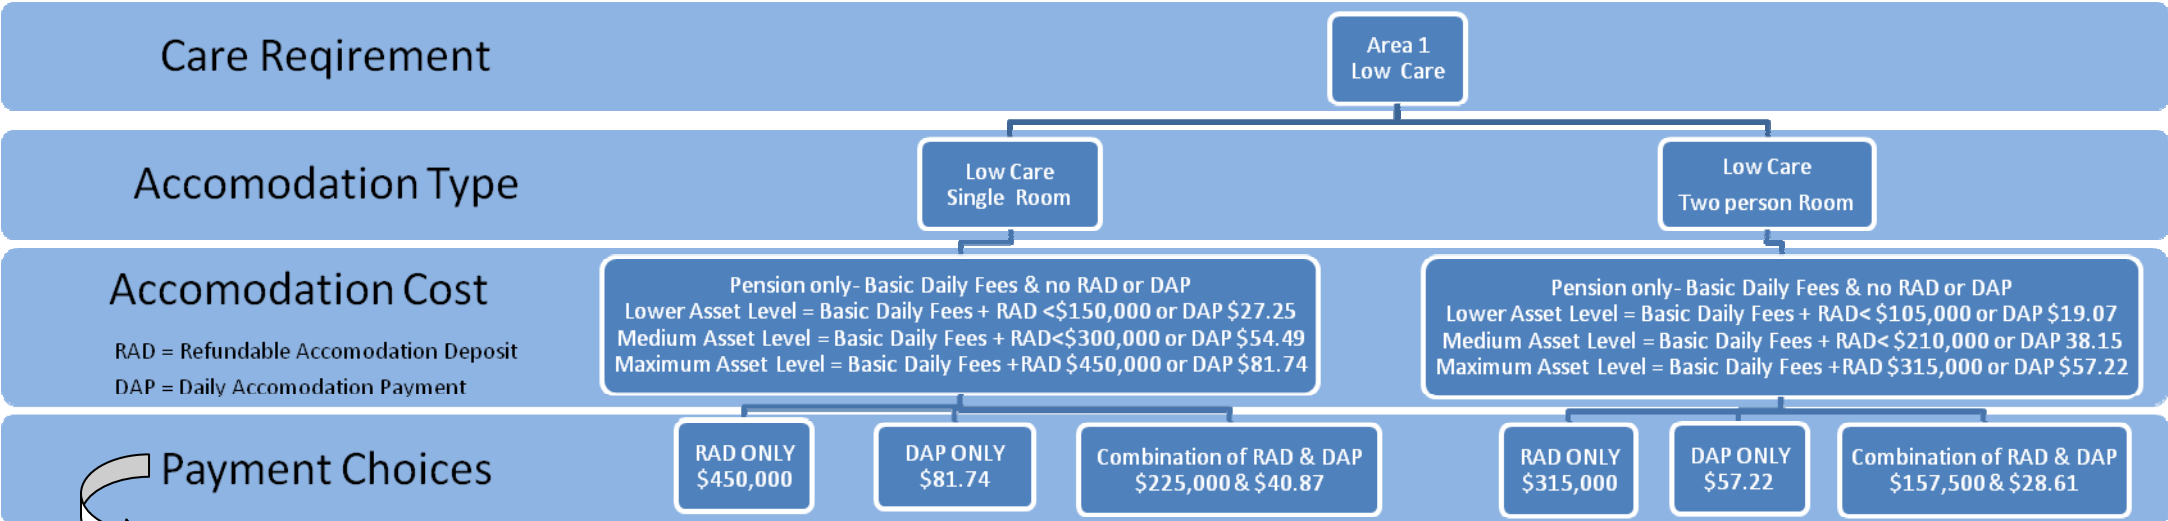 Care Reqirement
Area 1
Low Care
Accomodation Type
Low Care
Single Room
Low Care
Two person Room
Accomodation Cost
RAD = Refundable Accomodation Deposit
DAP = Daily Accomodation Payment
Pension only- Basic Daily Fees & no RAD or DAP
Lower Asset Level = Basic Daily Fees + RAD <$150,000 or DAP $27.25
Medium Asset Level = Basic Daily Fees + RAD<$300,000 or DAP $54.49
Maximum Asset Level = Basic Daily Fees +RAD $450,000 or DAP $81.74
Pension only- Basic Daily Fees & no RAD or DAP
Lower Asset Level = Basic Daily Fees + RAD< $105,000 or DAP $19.07
Medium Asset Level = Basic Daily Fees + RAD< $210,000 or DAP 38.15
Maximum Asset Level = Basic Daily Fees +RAD $315,000 or DAP $57.22
Payment Choices
RAD ONLY
$450,000
DAP ONLY
$81.74
Combination of RAD & DAP
$225,000 & $40.87
RAD ONLY
$315,000
DAP ONLY
$57.22
Combination of RAD & DAP
$157,500 & $28.61